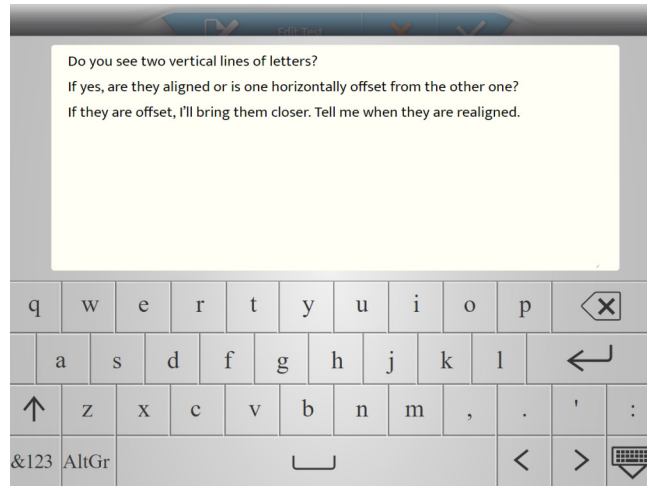 Edit Test
Do you see two vertical lines of letters?
If yes, are they aligned or is one horizontally offset from the other one?
If they are offset, I'll bring them closer. Tell me when they are realigned.
q w e r t y u i o p
a s d f g h j k l
z x c v b n m , . ' :
&123 AltGr < >